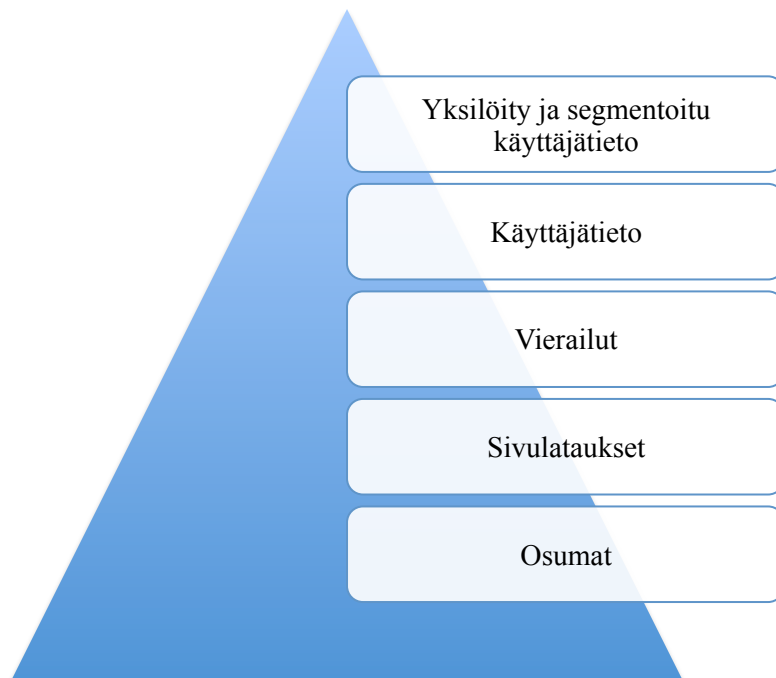 Yksilöity ja segmentoitu
käyttäjätieto
Käyttäjätieto
Vierailut
Sivulataukset
Osumat